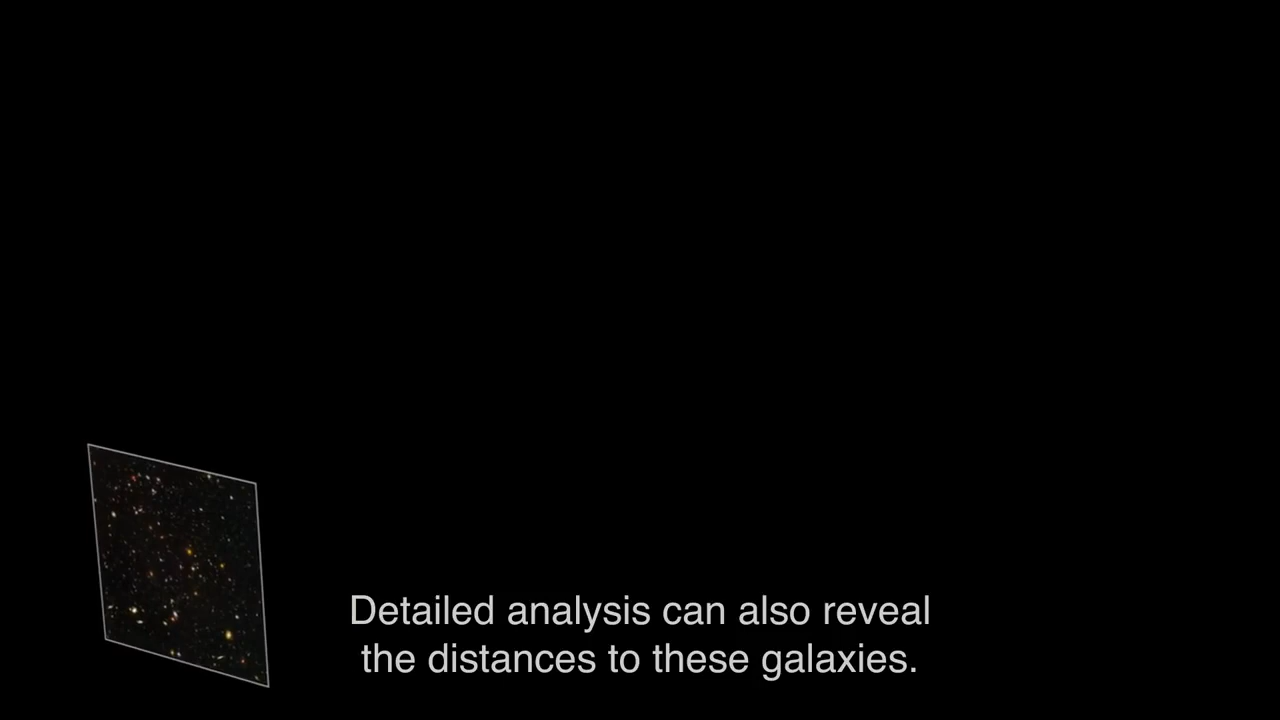 Detailed analysis can also reveal
the distances to these galaxies.